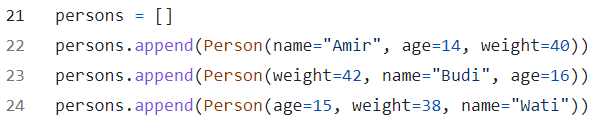 21 persons = []
22 persons.append(Person(name="Amir", age=14, weight=40))
23 persons.append(Person(weight=42, name="Budi", age=16))
24 persons.append(Person(age=15, weight=38, name="Wati"))